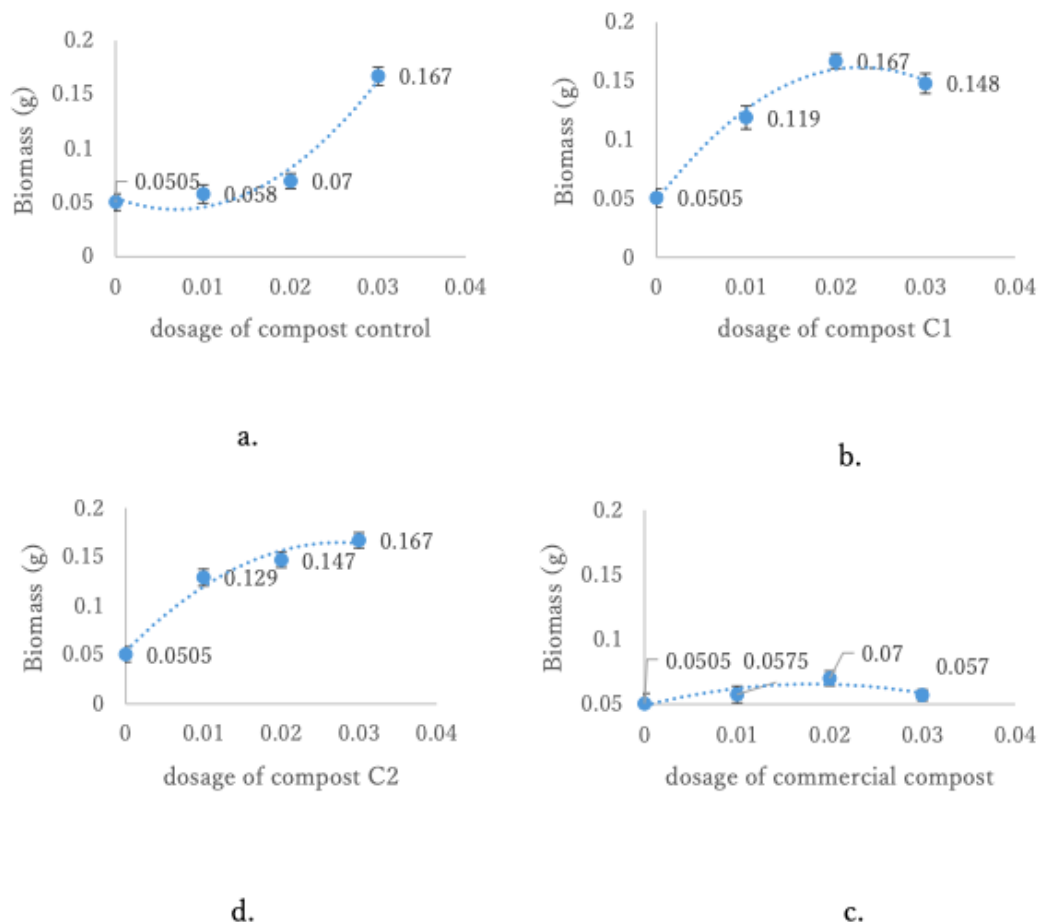 0.2
0.15
0.1
0.05
0
Biomass (g)
0.0505
0.058
0.07
0.167
0 0.01 0.02 0.03 0.04
dosage of compost control
a.
0.2
0.15
0.1
0.05
0
Biomass (g)
0.0505
0.119
0.167
0.148
0 0.01 0.02 0.03 0.04
dosage of compost C1
b.
0.2
0.15
0.1
0.05
0
Biomass (g)
0.0505
0.129
0.147
0.167
0 0.01 0.02 0.03 0.04
dosage of compost C2
d.
0.2
0.15
0.1
0.05
Biomass (g)
0.0505
0.0575
0.07
0.057
0 0.01 0.02 0.03 0.04
dosage of commercial compost
c.